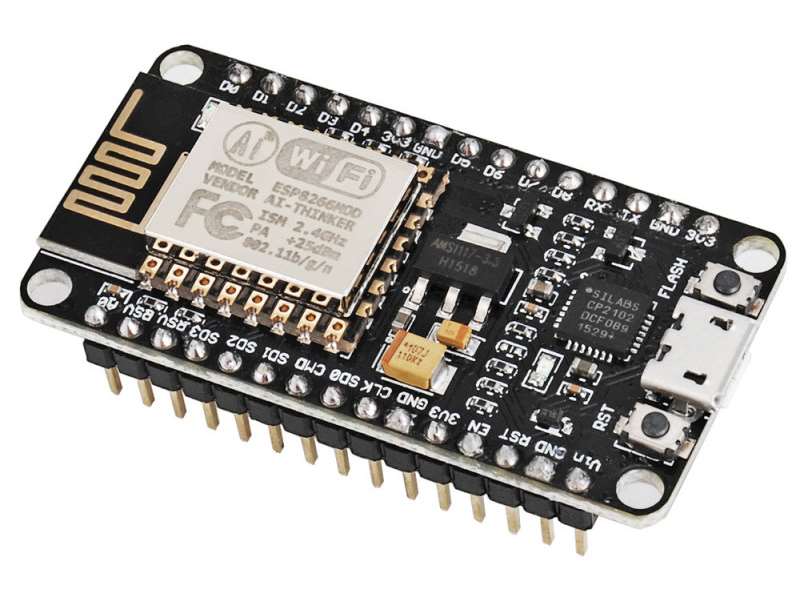 D0 D1 D2 D3 D4 3V3 GND D5 D6 D7 D8 RX TX GND 3V3
Ai
WiFi
MODEL ESP8266MOD
VENDOR AI-THINKER
FC
ISM 2.4GHz
PA +25dBm
802.11b/g/n
AMS1117-3.3
H1518
SILABS
CP2102
DCF089
1529+
FLASH
RST
107J
A0 RSV RSV SD3 SD2 SD1 CMD SD0 CLK GND 3V3 EN RST GND Vin